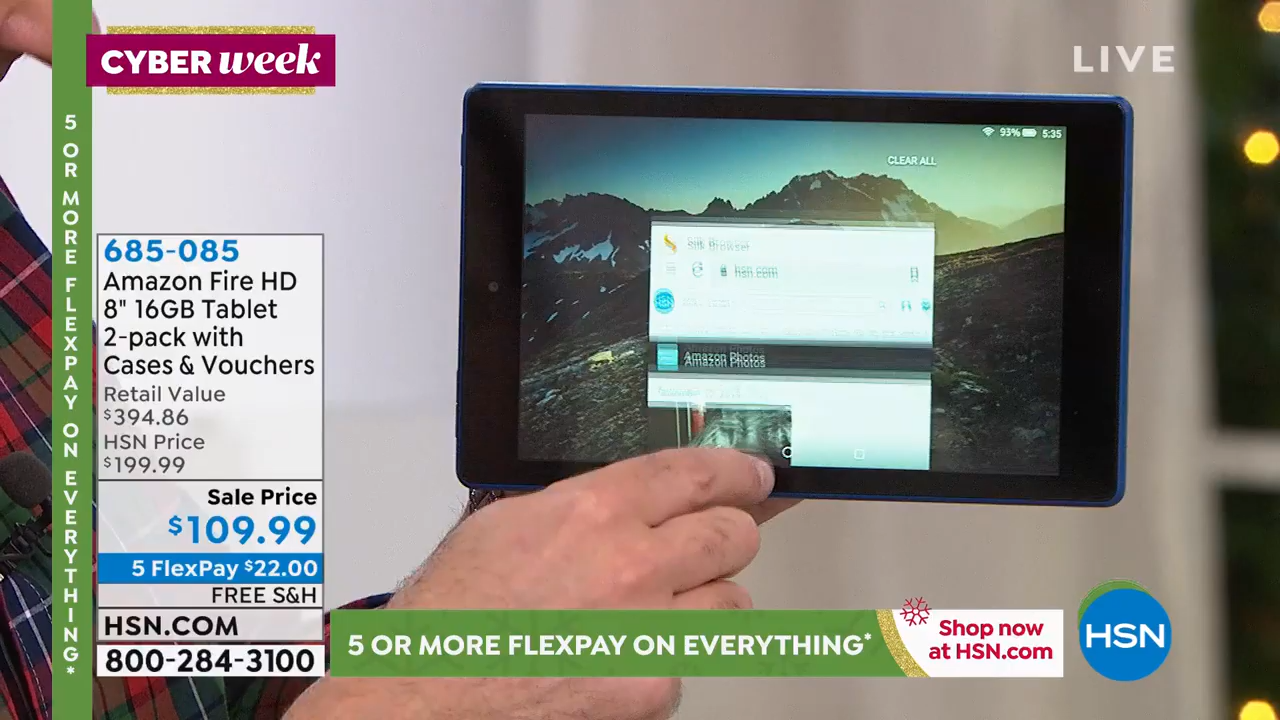 CYBER week
LIVE
5 OR MORE FLEXPAY ON EVERYTHING*
685-085
Amazon Fire HD
8" 16GB Tablet
2-pack with
Cases & Vouchers
Retail Value
$394.86
HSN Price
$199.99
Sale Price
$109.99
5 FlexPay $22.00
FREE S&H
HSN.COM
800-284-3100
93% 5:35
CLEAR ALL
Silk Browser
hsn.com
HSN
Amazon Photos
5 OR MORE FLEXPAY ON EVERYTHING*
Shop now
at HSN.com
HSN